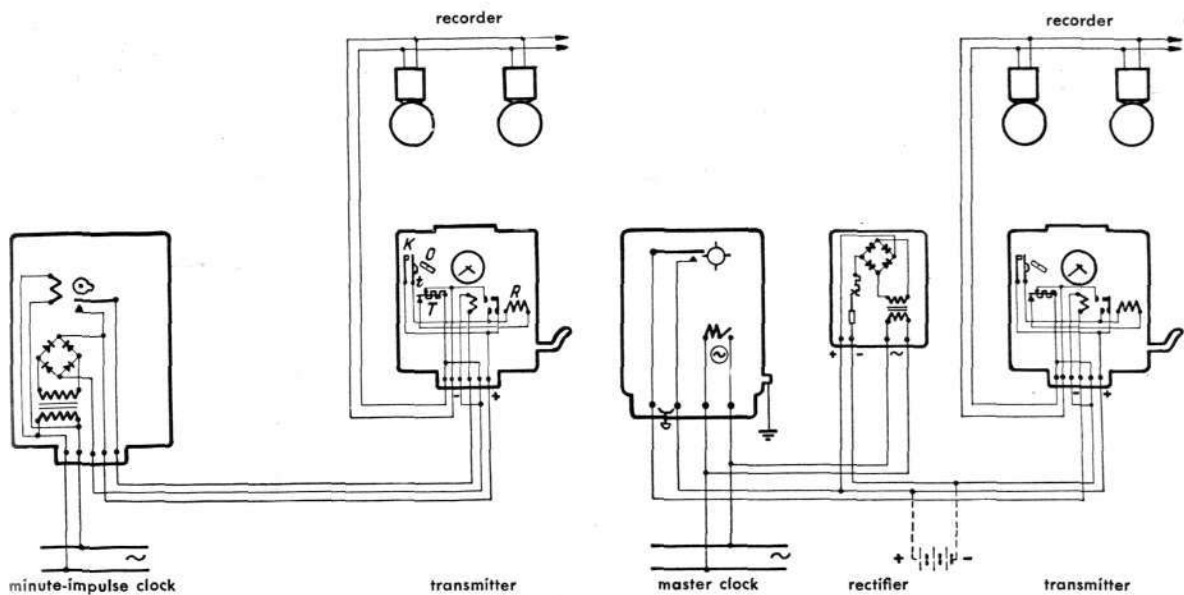 recorder
recorder
K O
t
T R
- +
+ - ~
- +
~
~
+ -
minute-impulse clock transmitter master clock rectifier transmitter